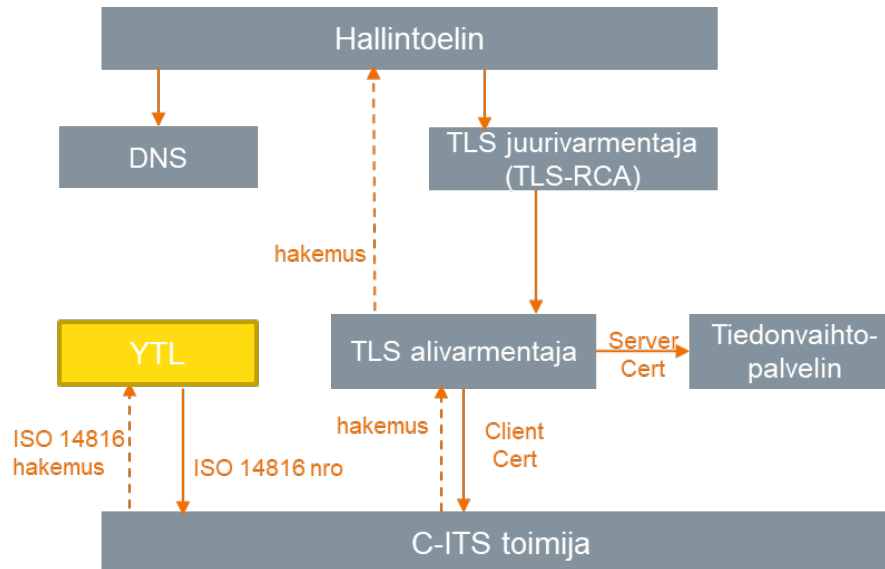 Hallintoelin
DNS
TLS juurivarmentaja
(TLS-RCA)
hakemus
YTL
TLS alivarmentaja
Server
Cert
Tiedonvaihto-
palvelin
ISO 14816
hakemus
ISO 14816 nro
hakemus
Client
Cert
C-ITS toimija